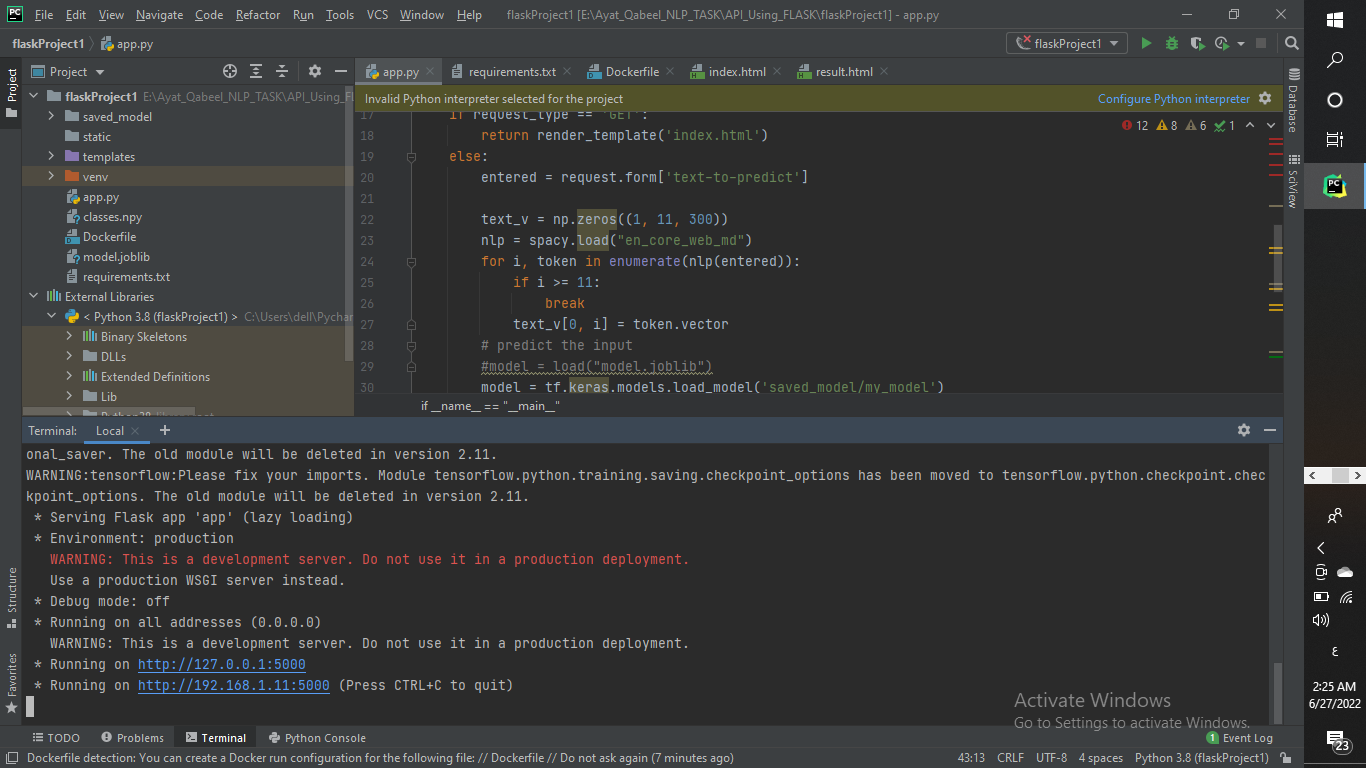 File Edit View Navigate Code Refactor Run Tools VCS Window Help flaskProject1 [E:\Ayat_Qabeel_NLP_TASK\API_Using_FLASK\flaskProject1] - app.py
flaskProject1 app.py
flaskProject1
Project
Project
app.py requirements.txt Dockerfile index.html result.html
Invalid Python interpreter selected for the project Configure Python interpreter
flaskProject1 E:\Ayat_Qabeel_NLP_TASK\API_Using_Fl
saved_model
static
templates
venv
app.py
classes.npy
Dockerfile
model.joblib
requirements.txt
External Libraries
< Python 3.8 (flaskProject1) > C:\Users\dell\Pychar
Binary Skeletons
DLLs
Extended Definitions
Lib
Python38
12 8 6 1
17 if request_type == 'GET':
18 return render_template('index.html')
19 else:
20 entered = request.form['text-to-predict']
21
22 text_v = np.zeros((1, 11, 300))
23 nlp = spacy.load("en_core_web_md")
24 for i, token in enumerate(nlp(entered)):
25 if i >= 11:
26 break
27 text_v[0, i] = token.vector
28 # predict the input
29 #model = load("model.joblib")
30 model = tf.keras.models.load_model('saved_model/my_model')
if __name__ == "__main__"
Database
SciView
Terminal: Local +
onal_saver. The old module will be deleted in version 2.11.
WARNING:tensorflow:Please fix your imports. Module tensorflow.python.training.saving.checkpoint_options has been moved to tensorflow.python.checkpoint.chec
kpoint_options. The old module will be deleted in version 2.11.
* Serving Flask app 'app' (lazy loading)
* Environment: production
WARNING: This is a development server. Do not use it in a production deployment.
Use a production WSGI server instead.
* Debug mode: off
* Running on all addresses (0.0.0.0)
WARNING: This is a development server. Do not use it in a production deployment.
* Running on http://127.0.0.1:5000
* Running on http://192.168.1.11:5000 (Press CTRL+C to quit)
Structure
Favorites
Activate Windows
Go to Settings to activate Windows.
TODO Problems Terminal Python Console 1 Event Log
Dockerfile detection: You can create a Docker run configuration for the following file: // Dockerfile // Do not ask again (7 minutes ago) 43:13 CRLF UTF-8 4 spaces Python 3.8 (flaskProject1)
PC
PC
ع
2:25 AM
6/27/2022
23